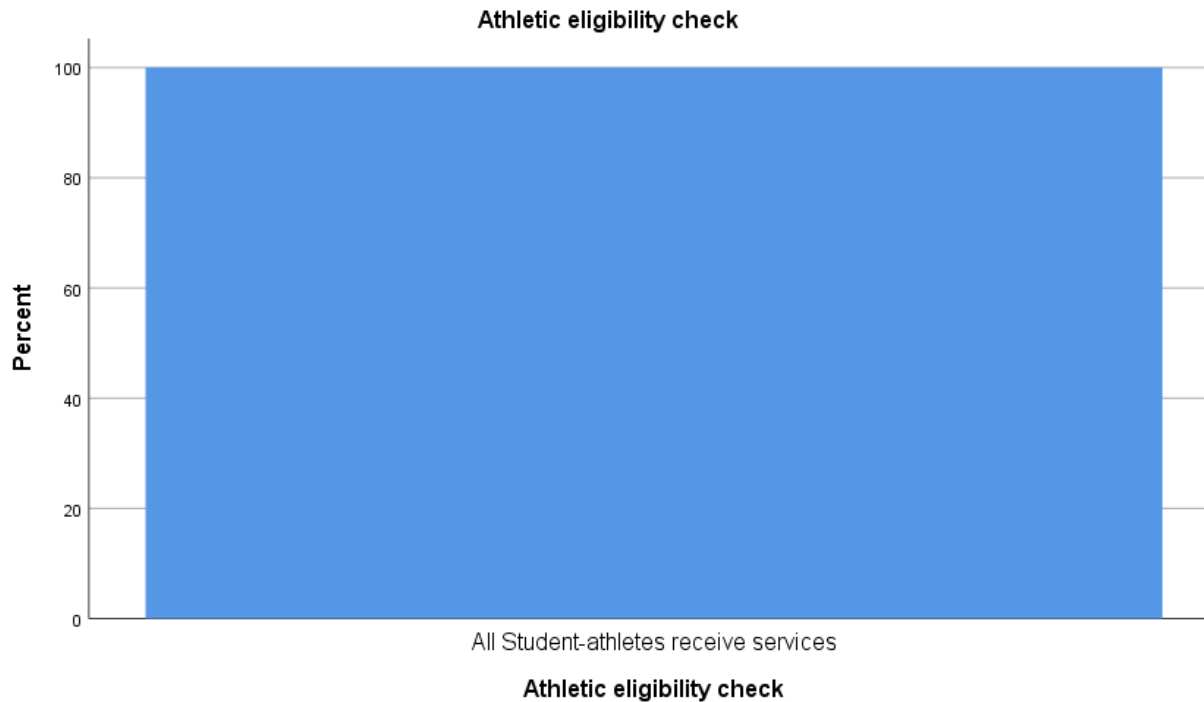 Athletic eligibility check
100
80
60
40
20
0
Percent
All Student-athletes receive services
Athletic eligibility check